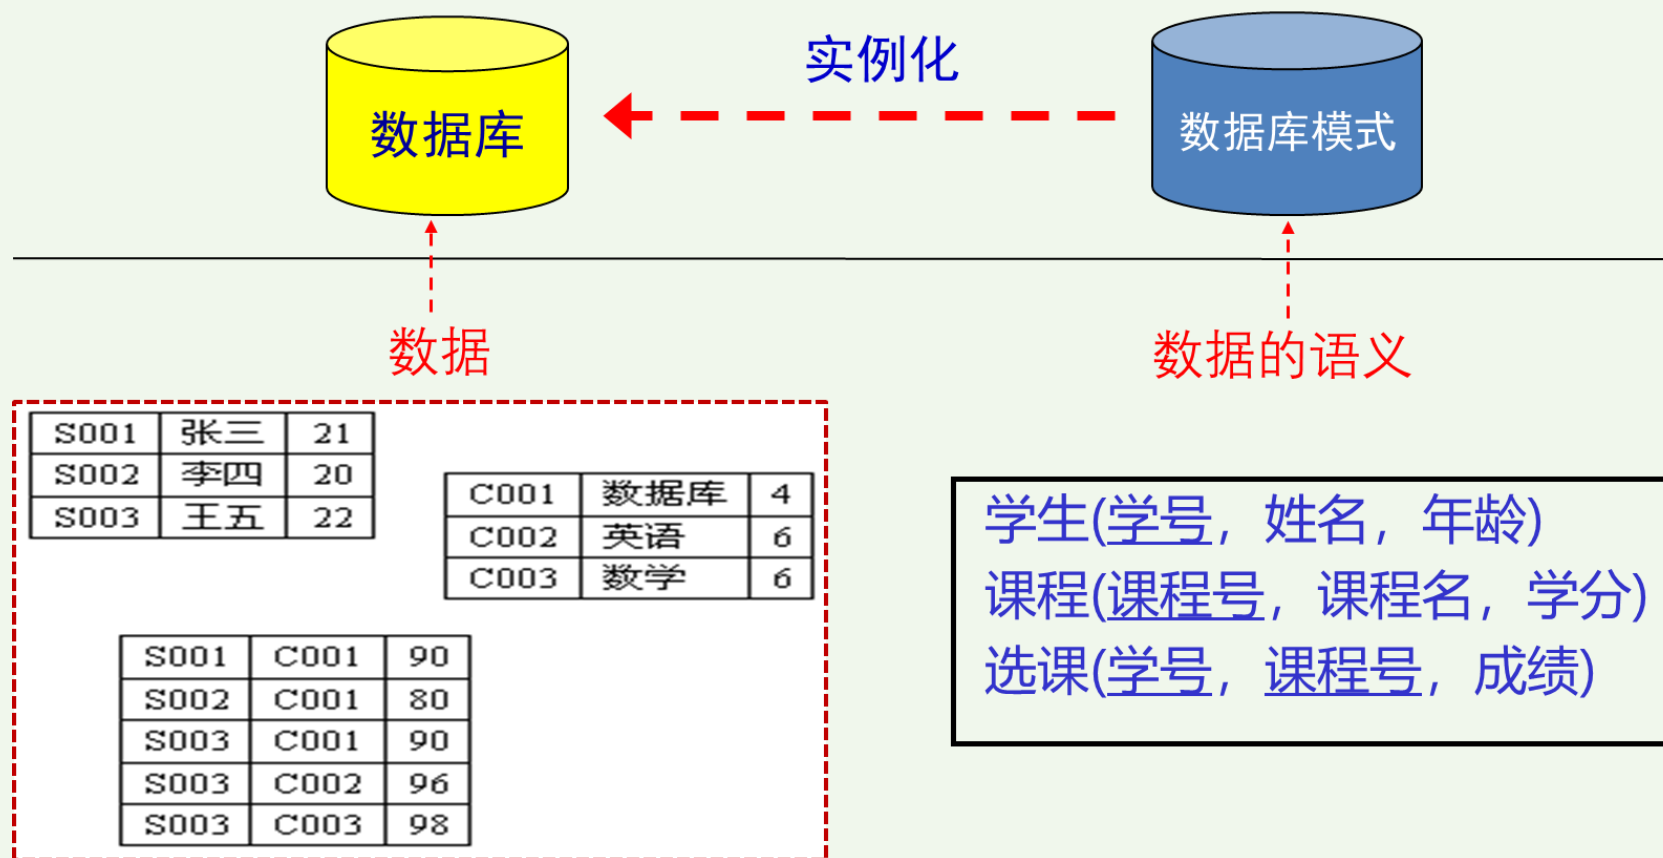 实例化
数据库
数据库模式
数据
数据的语义
S001 张三 21
S002 李四 20
S003 王五 22
C001 数据库 4
C002 英语 6
C003 数学 6
S001 C001 90
S002 C001 80
S003 C001 90
S003 C002 96
S003 C003 98
学生(学号，姓名，年龄)
课程(课程号，课程名，学分)
选课(学号，课程号，成绩)